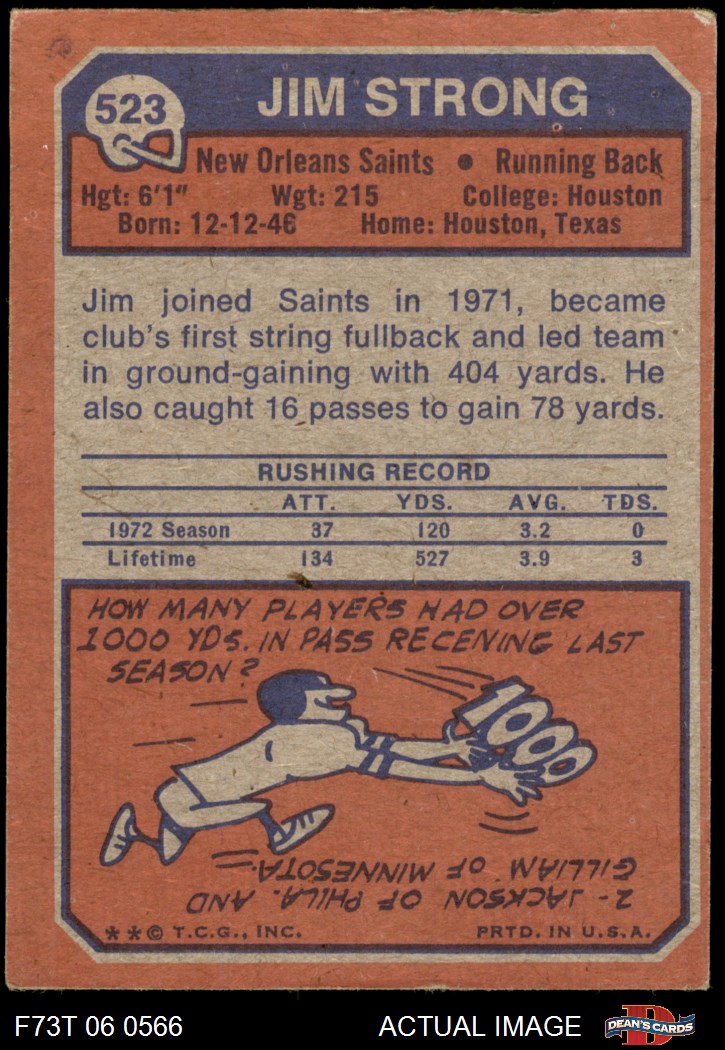 523
JIM STRONG
New Orleans Saints • Running Back
Hgt: 6'1" Wgt: 215 College: Houston
Born: 12-12-46 Home: Houston, Texas
Jim joined Saints in 1971, became
club's first string fullback and led team
in ground-gaining with 404 yards. He
also caught 16 passes to gain 78 yards.
RUSHING RECORD
ATT. YDS. AVG. TDS.
1972 Season 37 120 3.2 0
Lifetime 134 527 3.9 3
HOW MANY PLAYERS HAD OVER
1000 YDS. IN PASS RECEIVING LAST
SEASON?
1000
2 - JACKSON OF PHILA. AND
GILLIAM OF MINNESOTA.
* * © T.C.G., INC. PRTD. IN U.S.A.
F73T 06 0566 ACTUAL IMAGE
D
DEAN'S CARDS